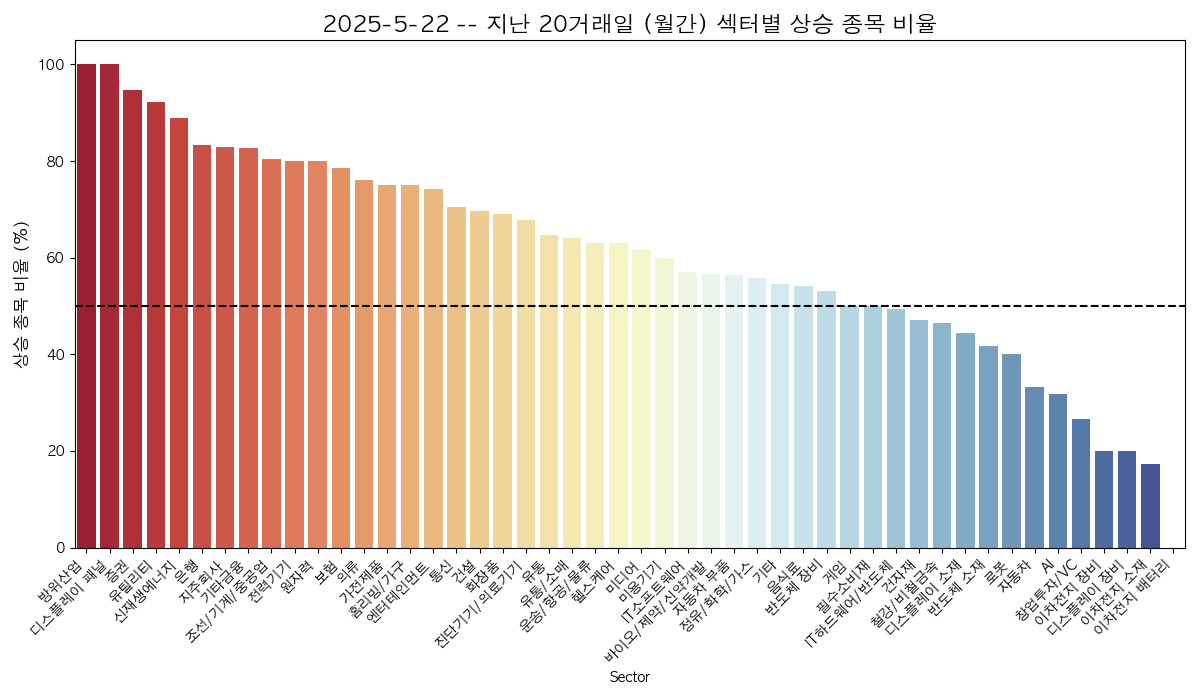 2025-5-22 -- 지난 20거래일 (월간) 섹터별 상승 종목 비율
상승 종목 비율 (%)
100
80
60
40
20
0
방위산업
디스플레이 패널
증권
유틸리티
신재생에너지
은행
지주회사
기타금융
조선/기계/중공업
전력기기
원자력
보험
의류
가전제품
홈리빙/가구
엔터테인먼트
통신
건설
화장품
진단기기/의료기기
유통
유통/소매
운송/항공/물류
헬스케어
미디어
미용기기
IT소프트웨어
바이오/제약/신약개발
자동차 부품
정유/화학/가스
기타
음식료
반도체 장비
게임
필수소비재
IT하드웨어/반도체
건자재
철강/비철금속
디스플레이 소재
반도체 소재
로봇
자동차
AI
창업투자/VC
이차전지 장비
디스플레이 장비
이차전지 소재
이차전지 배터리
Sector